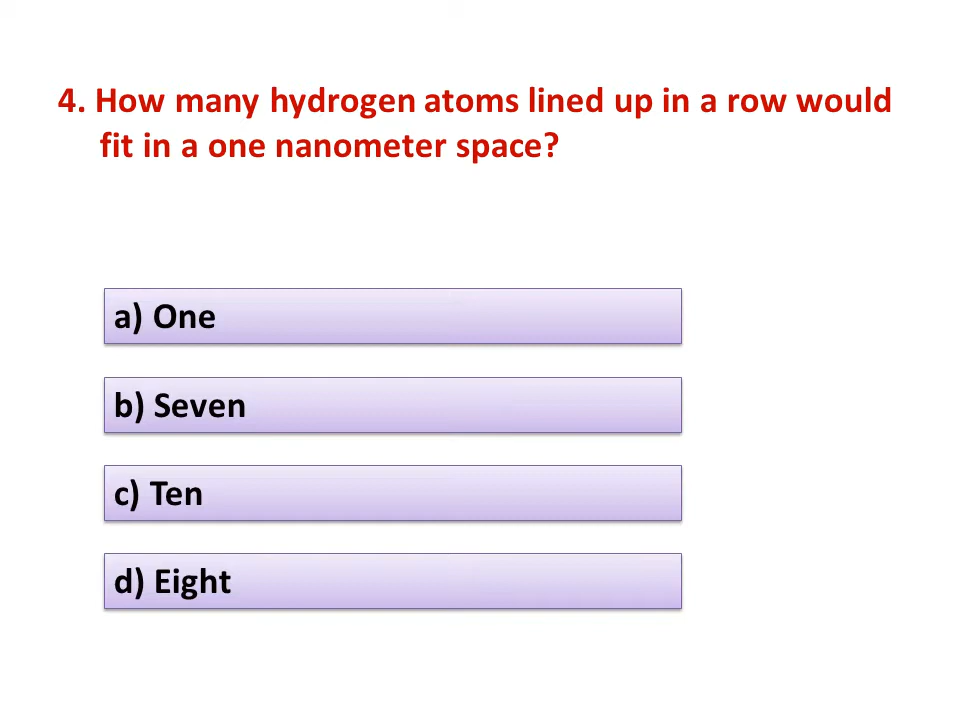 4. How many hydrogen atoms lined up in a row would
fit in a one nanometer space?
a) One
b) Seven
c) Ten
d) Eight